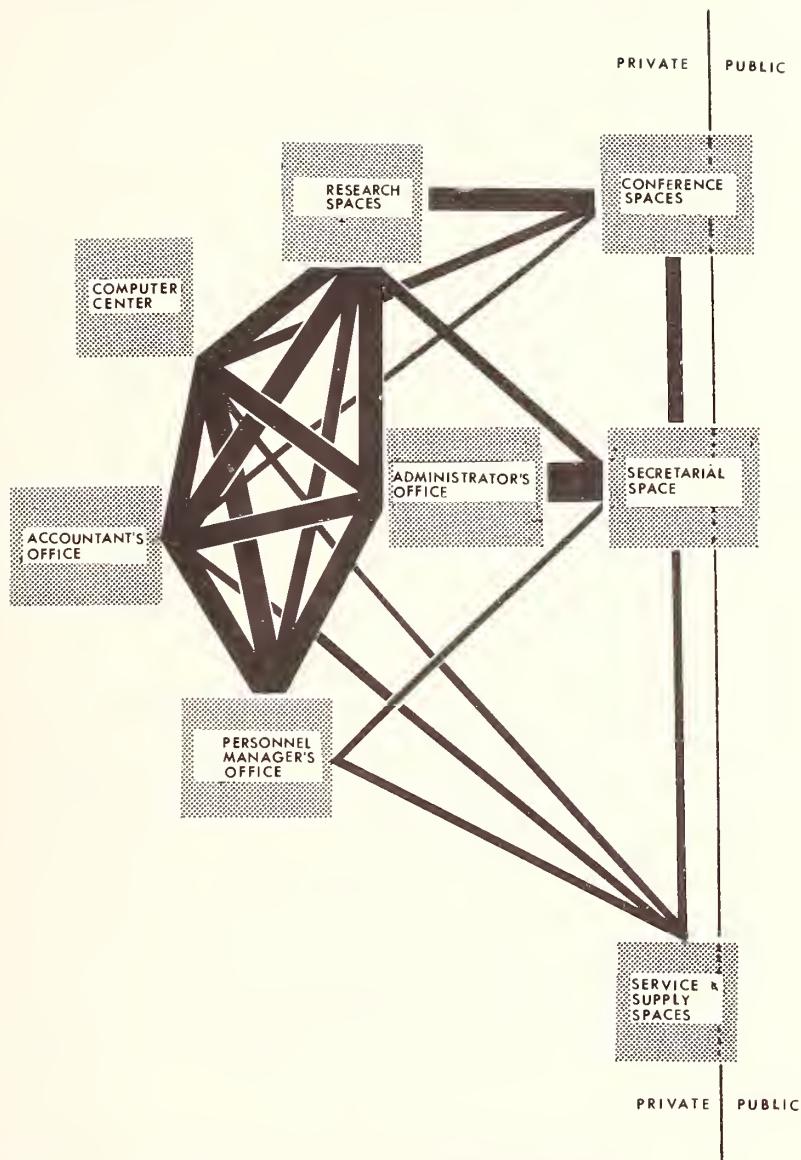 PRIVATE PUBLIC
RESEARCH
SPACES
CONFERENCE
SPACES
COMPUTER
CENTER
ADMINISTRATOR'S
OFFICE
SECRETARIAL
SPACE
ACCOUNTANT'S
OFFICE
PERSONNEL
MANAGER'S
OFFICE
SERVICE &
SUPPLY
SPACES
PRIVATE PUBLIC